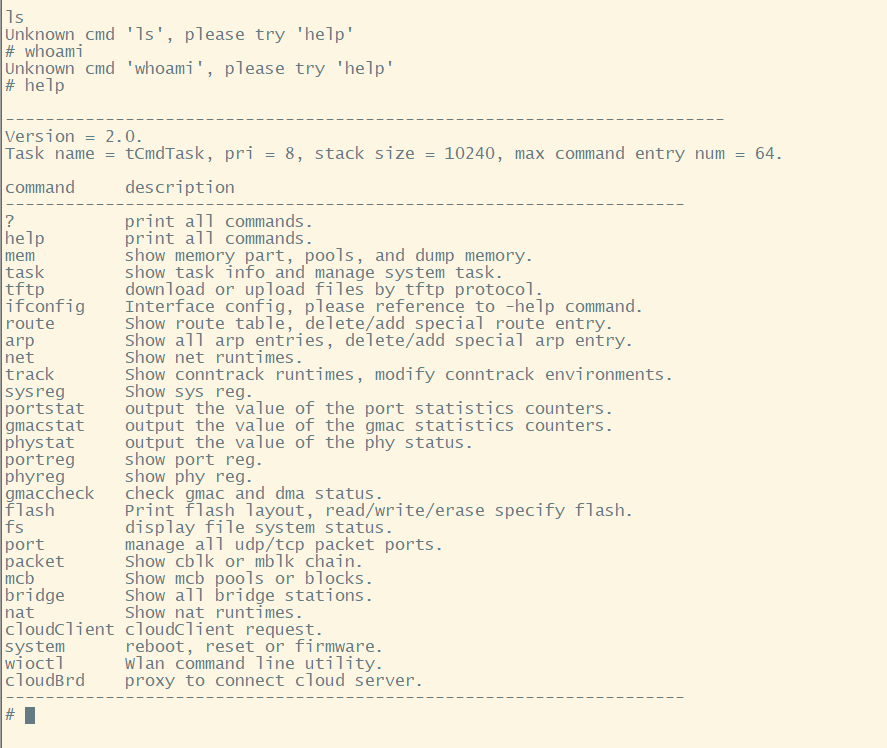 ls
Unknown cmd 'ls', please try 'help'
# whoami
Unknown cmd 'whoami', please try 'help'
# help
------------------------------------------------------------------------
Version = 2.0.
Task name = tCmdTask, pri = 8, stack size = 10240, max command entry num = 64.
command     description
--------------------------------------------------------------------
?           print all commands.
help        print all commands.
mem         show memory part, pools, and dump memory.
task        show task info and manage system task.
tftp        download or upload files by tftp protocol.
ifconfig    Interface config, please reference to -help command.
route       Show route table, delete/add special route entry.
arp         Show all arp entries, delete/add special arp entry.
net         Show net runtimes.
track       Show conntrack runtimes, modify conntrack environments.
sysreg      Show sys reg.
portstat    output the value of the port statistics counters.
gmacstat    output the value of the gmac statistics counters.
phystat     output the value of the phy status.
portreg     show port reg.
phyreg      show phy reg.
gmaccheck   check gmac and dma status.
flash       Print flash layout, read/write/erase specify flash.
fs          display file system status.
port        manage all udp/tcp packet ports.
packet      Show cblk or mblk chain.
mcb         Show mcb pools or blocks.
bridge      Show all bridge stations.
nat         Show nat runtimes.
cloudClient cloudClient request.
system      reboot, reset or firmware.
wioctl      Wlan command line utility.
cloudBrd    proxy to connect cloud server.
--------------------------------------------------------------------
#